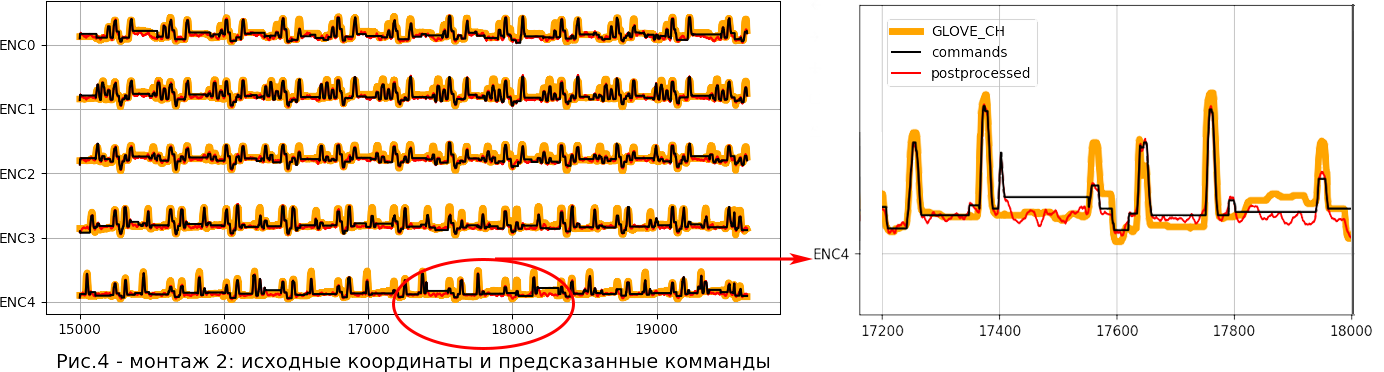 ENC0
ENC1
ENC2
ENC3
ENC4
15000 16000 17000 18000 19000
Рис.4 - монтаж 2: исходные координаты и предсказанные комманды
GLOVE_CH
commands
postprocessed
ENC4
17200 17400 17600 17800 18000